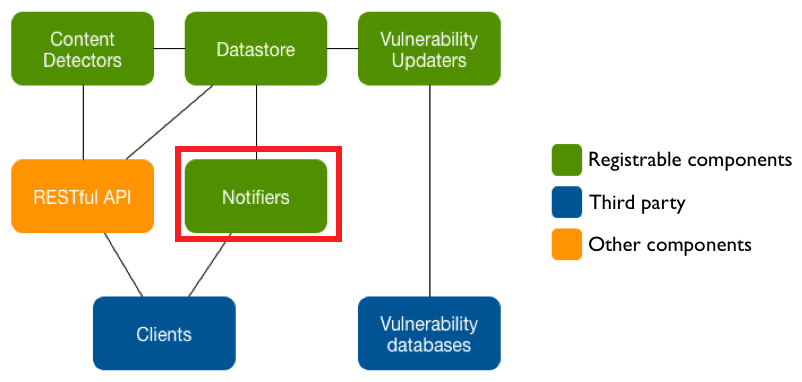 Content
Detectors
Datastore
Vulnerability
Updaters
RESTful API
Notifiers
Clients
Vulnerability
databases
Registrable components
Third party
Other components